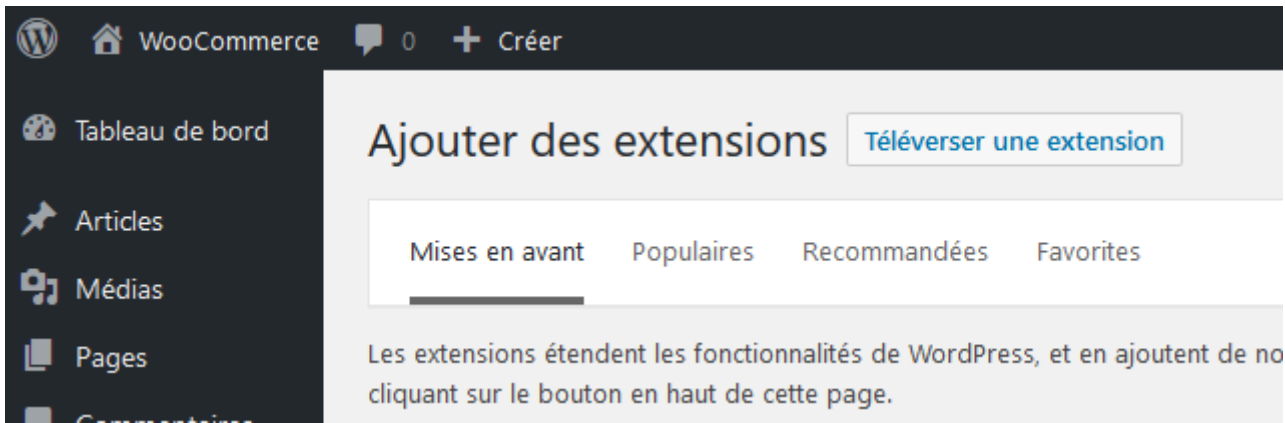 WooCommerce 0 Créer
Tableau de bord
Ajouter des extensions Téléverser une extension
Articles
Mises en avant Populaires Recommandées Favorites
Médias
Pages
Les extensions étendent les fonctionnalités de WordPress, et en ajoutent de no
cliquant sur le bouton en haut de cette page.
Commentaires